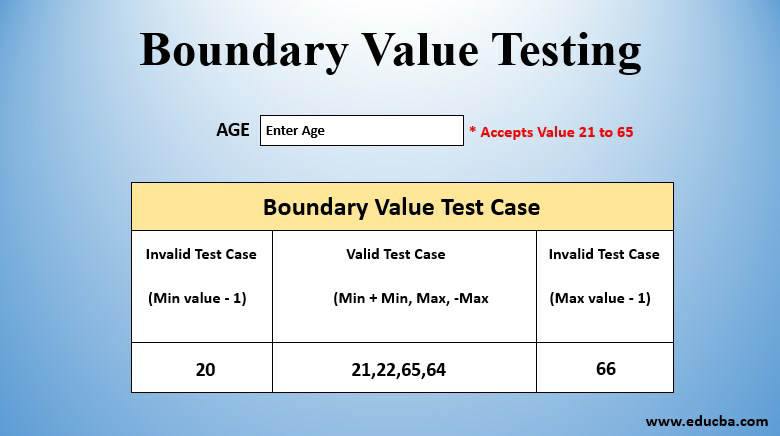 Boundary Value Testing
AGE Enter Age * Accepts Value 21 to 65
Boundary Value Test Case
Invalid Test Case Valid Test Case Invalid Test Case
(Min value - 1) (Min + Min, Max, -Max (Max value - 1)
20 21,22,65,64 66
www.educba.com